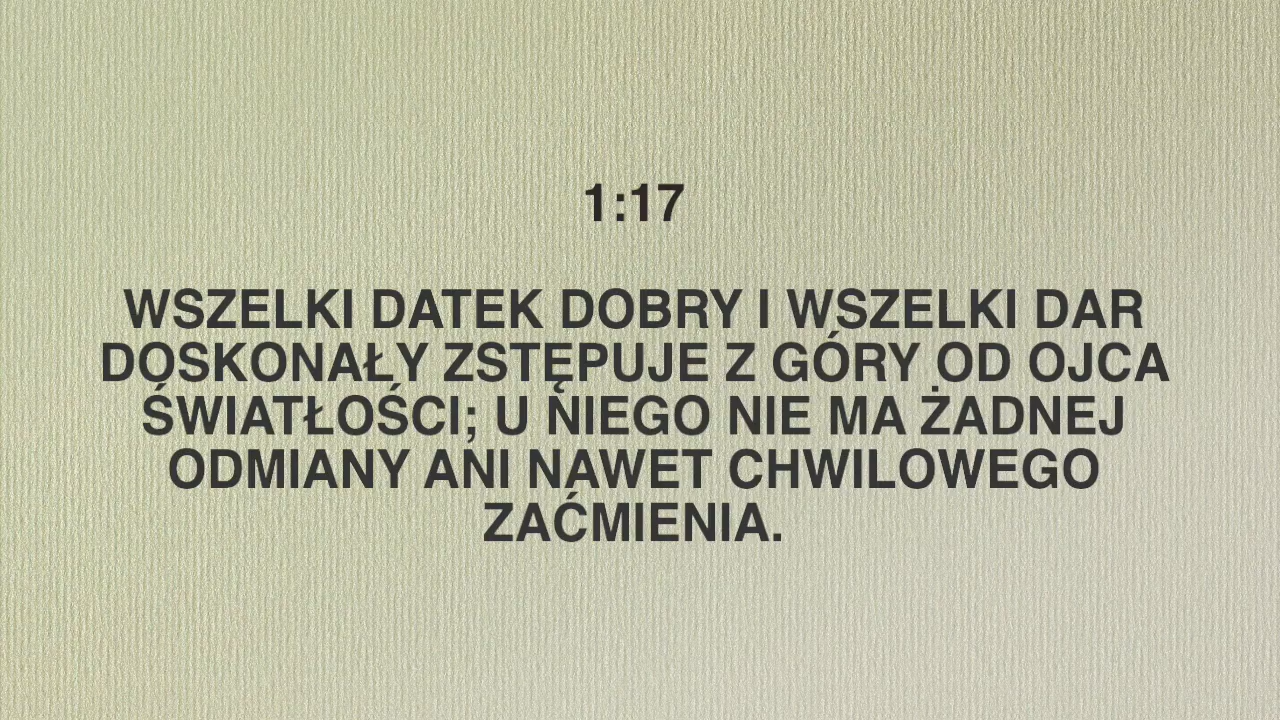 1:17
WSZELKI DATEK DOBRY I WSZELKI DAR
DOSKONAŁY ZSTĘPUJE Z GÓRY OD OJCA
ŚWIATŁOŚCI; U NIEGO NIE MA ŻADNEJ
ODMIANY ANI NAWET CHWILOWEGO
ZAĆMIENIA.